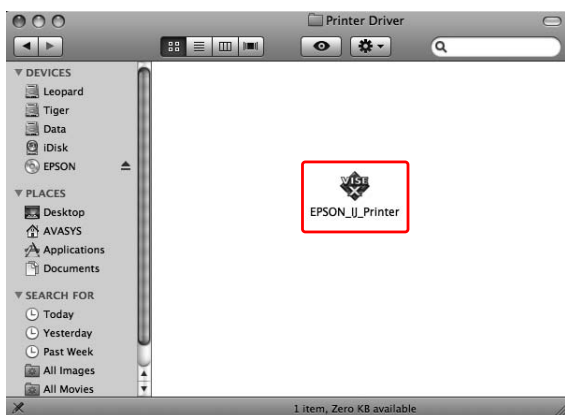 Printer Driver
DEVICES
Leopard
Tiger
Data
iDisk
EPSON
PLACES
Desktop
AVASYS
Applications
Documents
SEARCH FOR
Today
Yesterday
Past Week
All Images
All Movies
VISE
X
EPSON_IJ_Printer
1 item, Zero KB available